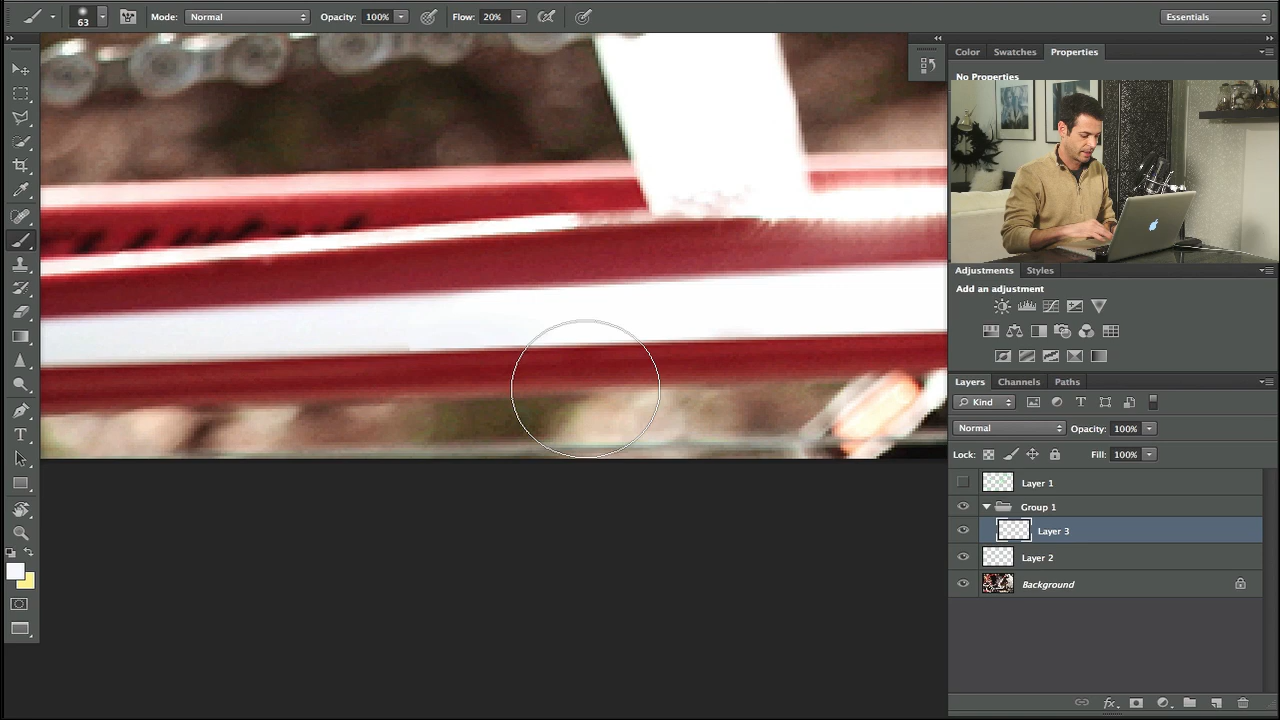 63
Mode: Normal
Opacity: 100%
Flow: 20%
Essentials
Color Swatches Properties
No Properties
Adjustments Styles
Add an adjustment
Layers Channels Paths
Kind
Normal
Opacity: 100%
Lock:
Fill: 100%
Layer 1
Group 1
Layer 3
Layer 2
Background